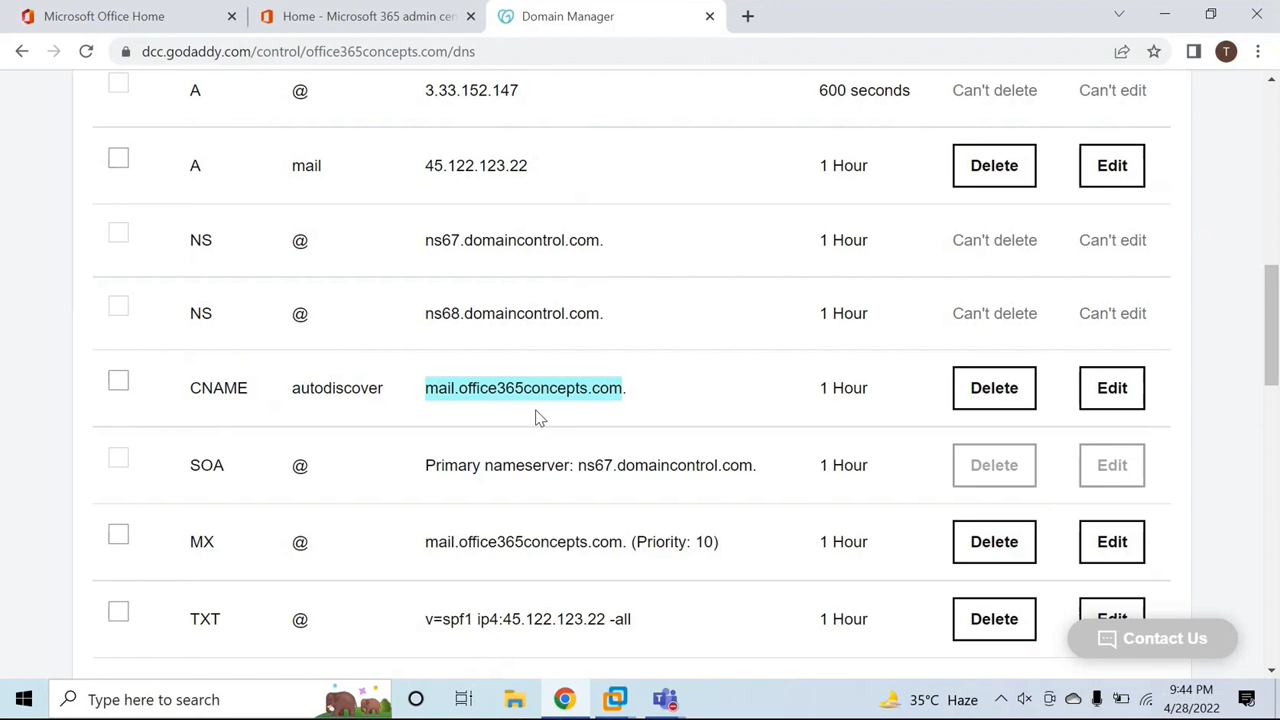 Microsoft Office Home
Home - Microsoft 365 admin cen
Domain Manager
dcc.godaddy.com/control/office365concepts.com/dns
T
A @ 3.33.152.147 600 seconds Can't delete Can't edit
A mail 45.122.123.22 1 Hour Delete Edit
NS @ ns67.domaincontrol.com. 1 Hour Can't delete Can't edit
NS @ ns68.domaincontrol.com. 1 Hour Can't delete Can't edit
CNAME autodiscover mail.office365concepts.com. 1 Hour Delete Edit
SOA @ Primary nameserver: ns67.domaincontrol.com. 1 Hour Delete Edit
MX @ mail.office365concepts.com. (Priority: 10) 1 Hour Delete Edit
TXT @ v=spf1 ip4:45.122.123.22 -all 1 Hour Delete Edit
Contact Us
Type here to search
35°C Haze
9:44 PM
4/28/2022